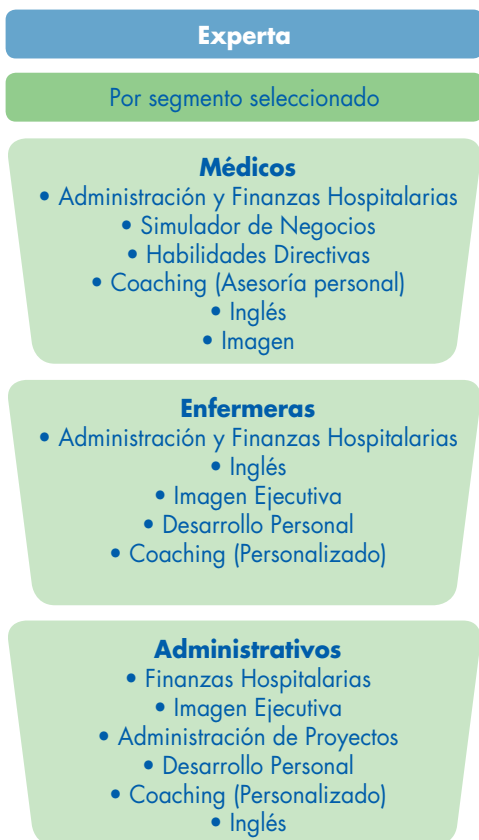 Experta
Por segmento seleccionado
Médicos
• Administración y Finanzas Hospitalarias
• Simulador de Negocios
• Habilidades Directivas
• Coaching (Asesoría personal)
• Inglés
• Imagen
Enfermeras
• Administración y Finanzas Hospitalarias
• Inglés
• Imagen Ejecutiva
• Desarrollo Personal
• Coaching (Personalizado)
Administrativos
• Finanzas Hospitalarias
• Imagen Ejecutiva
• Administración de Proyectos
• Desarrollo Personal
• Coaching (Personalizado)
• Inglés